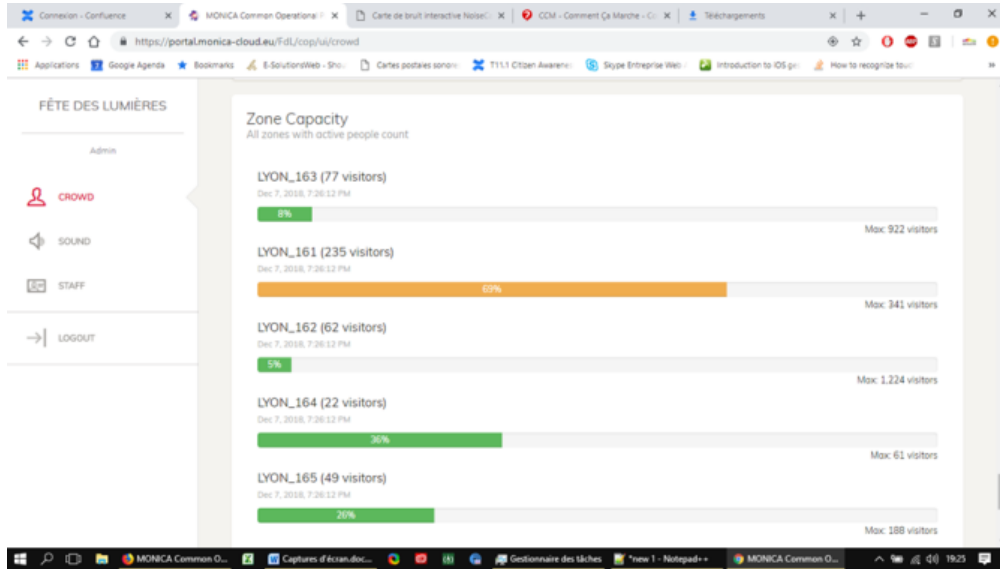 Connexion - Confluence
MONICA Common Operational P
Carte de bruit interactive Noise
CCM - Comment Ça Marche - Co
Téléchargements
https://portal.monica-cloud.eu/FdL/cop/ui/crowd
Applications
Google Agenda
Bookmarks
E-SolutionsWeb - Sho
Cartes postales sonore
T11.1 Citizen Awarene
Skype Entreprise Web
Introduction to iOS ge
How to recognize touc
FÊTE DES LUMIÈRES
Admin
CROWD
SOUND
STAFF
LOGOUT
Zone Capacity
All zones with active people count
LYON_163 (77 visitors)
Dec 7, 2018, 7:26:12 PM
8%
Max: 922 visitors
LYON_161 (235 visitors)
Dec 7, 2018, 7:26:12 PM
69%
Max: 341 visitors
LYON_162 (62 visitors)
Dec 7, 2018, 7:26:12 PM
5%
Max: 1,224 visitors
LYON_164 (22 visitors)
Dec 7, 2018, 7:26:12 PM
36%
Max: 61 visitors
LYON_165 (49 visitors)
Dec 7, 2018, 7:26:12 PM
26%
Max: 188 visitors
MONICA Common O...
Captures d'écran.doc...
Gestionnaire des tâches
*new 1 - Notepad++
MONICA Common O...
19:25